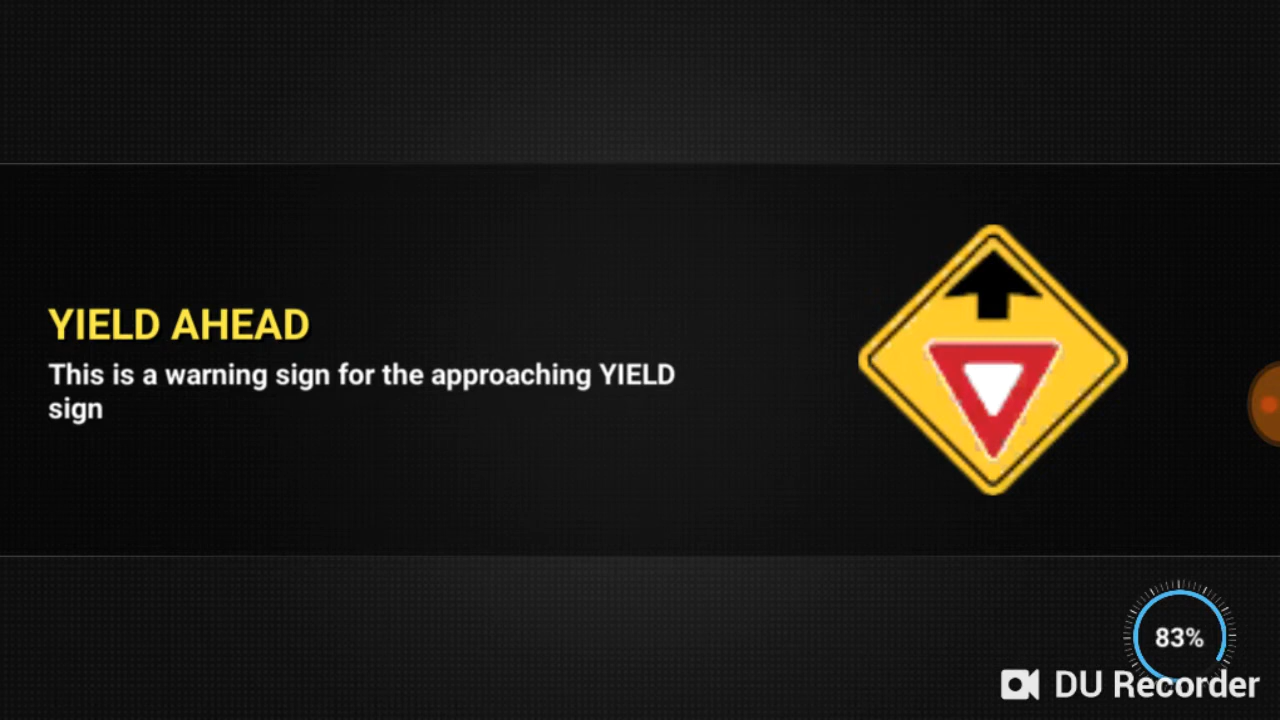 YIELD AHEAD
This is a warning sign for the approaching YIELD
sign
83%
DU Recorder